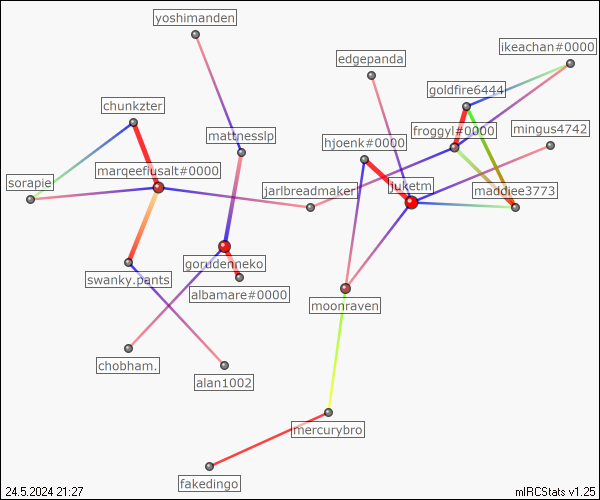 yoshimanden
ikeachan#0000
edgepanda
goldfire6444
chunkzter
froggyl#0000
mingus4742
mattnesslp
hjoenk#0000
marqeefiusalt#0000
sorapie
jarlbreadmaker
juketm
maddiee3773
gorudenneko
swanky.pants
albamare#0000
moonraven
chobham.
alan1002
mercurybro
fakedingo
24.5.2024 21:27
mIRCStats v1.25